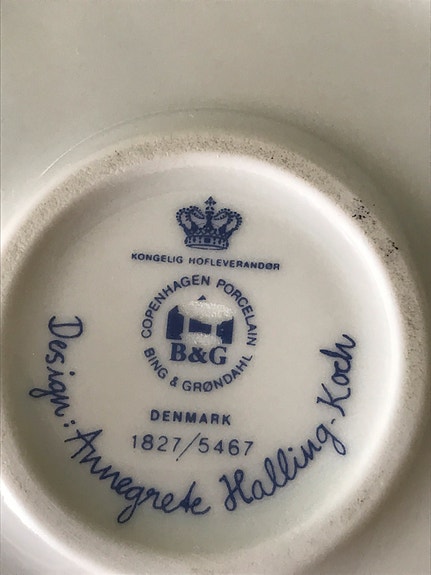 KONGELIG HOFLEVERANDØR
COPENHAGEN PORCELAIN
B&G
BING & GRØNDAHL
DENMARK
1827/5467
Design: Annegrete Halling-Koch